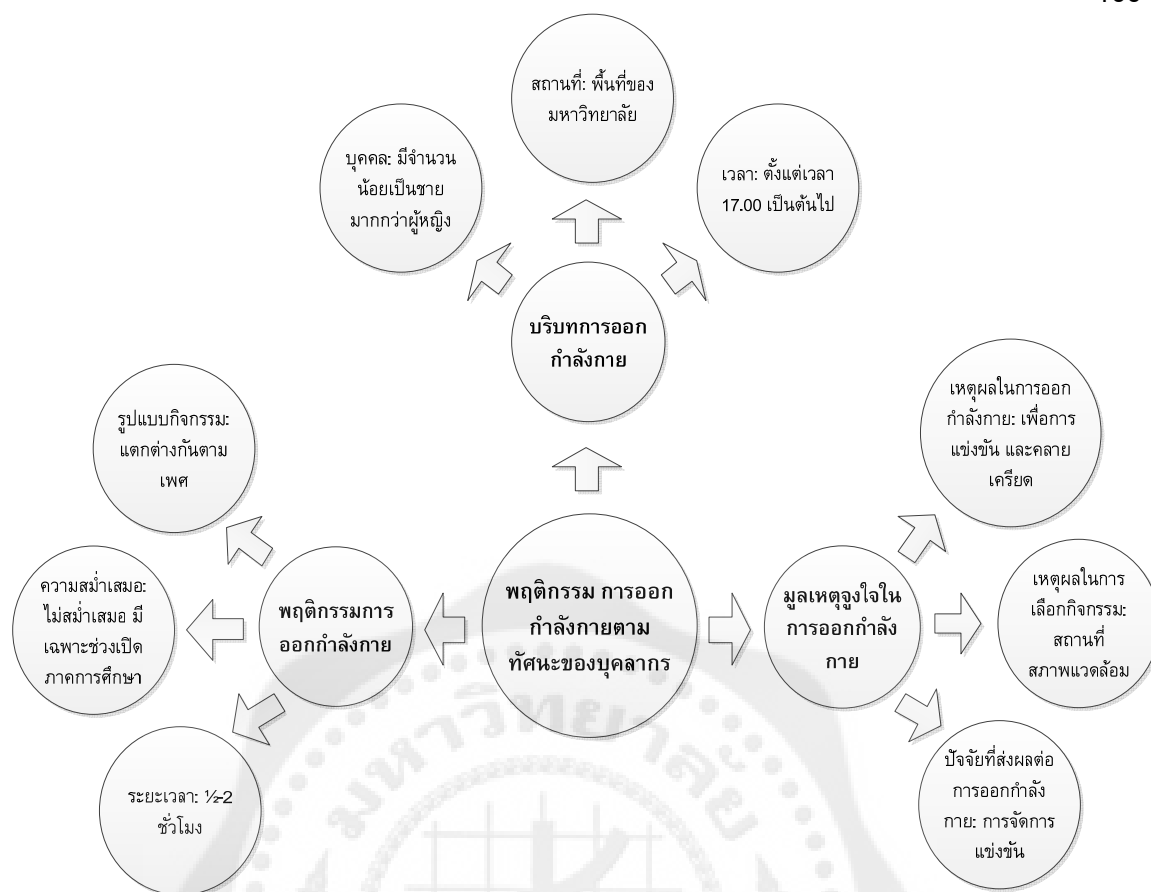 สถานที่: พื้นที่ของ
มหาวิทยาลัย
บุคคล: มีจำนวน
น้อยเป็นชาย
มากกว่าผู้หญิง
เวลา: ตั้งแต่เวลา
17.00 เป็นต้นไป
บริบทการออก
กำลังกาย
รูปแบบกิจกรรม:
แตกต่างกันตาม
เพศ
ความสม่ำเสมอ:
ไม่สม่ำเสมอ มี
เฉพาะช่วงเปิด
ภาคการศึกษา
ระยะเวลา: ½-2
ชั่วโมง
พฤติกรรมการ
ออกกำลังกาย
พฤติกรรม การออก
กำลังกายตาม
ทัศนะของบุคลากร
มูลเหตุจูงใจใน
การออกกำลัง
กาย
เหตุผลในการออก
กำลังกาย: เพื่อการ
แข่งขัน และคลาย
เครียด
เหตุผลในการ
เลือกกิจกรรม:
สถานที่
สภาพแวดล้อม
ปัจจัยที่ส่งผลต่อ
การออกกำลัง
กาย: การจัดการ
แข่งขัน
มหาวิทยาลัย